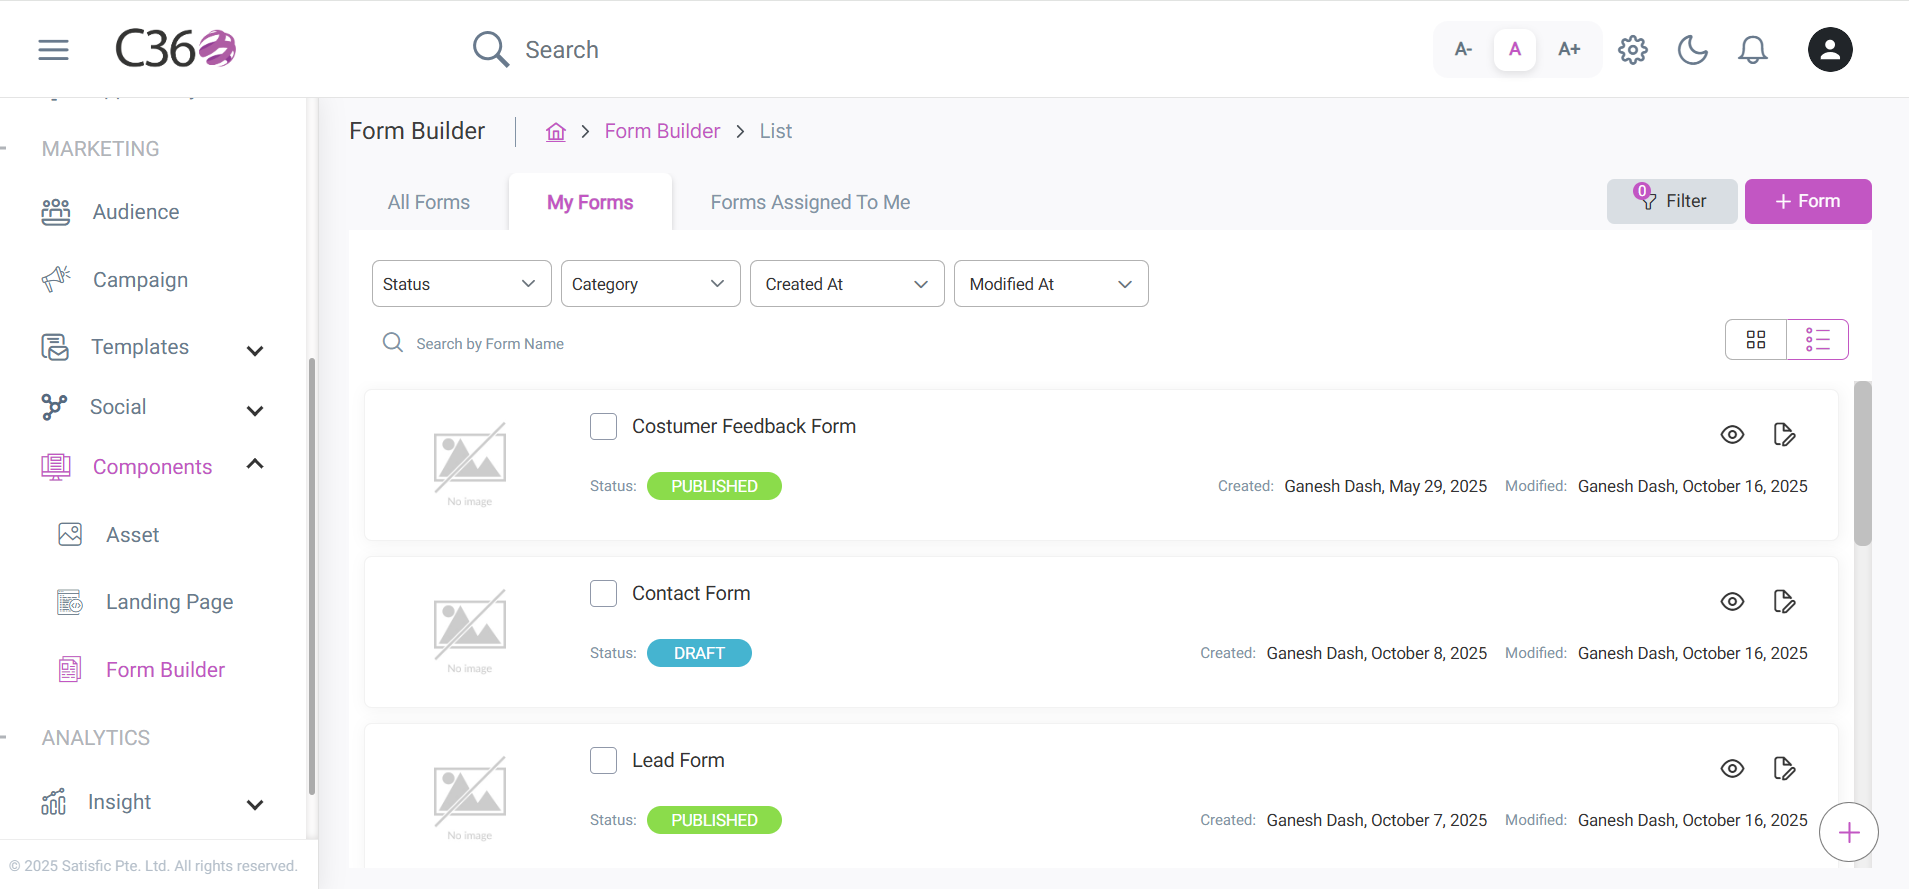 C360
Search
A-
A
A+
MARKETING
Audience
Campaign
Templates
Social
Components
Asset
Landing Page
Form Builder
ANALYTICS
Insight
© 2025 Satisfic Pte. Ltd. All rights reserved.
Form Builder
Form Builder > List
All Forms
My Forms
Forms Assigned To Me
0
Filter
+ Form
Status
Category
Created At
Modified At
Search by Form Name
No image
Costumer Feedback Form
Status: PUBLISHED
Created: Ganesh Dash, May 29, 2025 Modified: Ganesh Dash, October 16, 2025
No image
Contact Form
Status: DRAFT
Created: Ganesh Dash, October 8, 2025 Modified: Ganesh Dash, October 16, 2025
No image
Lead Form
Status: PUBLISHED
Created: Ganesh Dash, October 7, 2025 Modified: Ganesh Dash, October 16, 2025